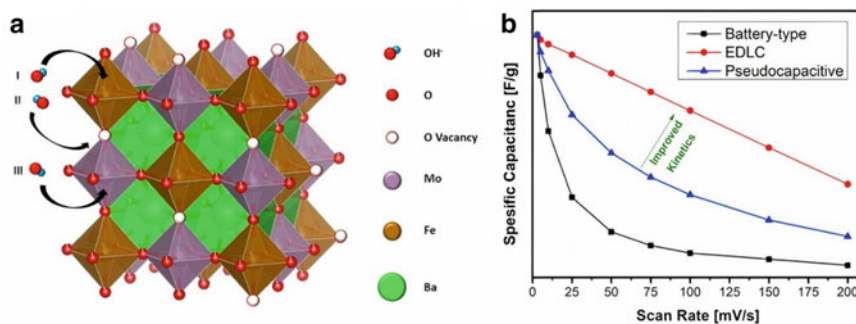 a
I
II
III
OH-
O
O Vacancy
Mo
Fe
Ba
b
Spesific Capacitanc [F/g]
Battery-type
EDLC
Pseudocapacitive
Improved
Kinetics
0 25 50 75 100 125 150 175 200
Scan Rate [mV/s]